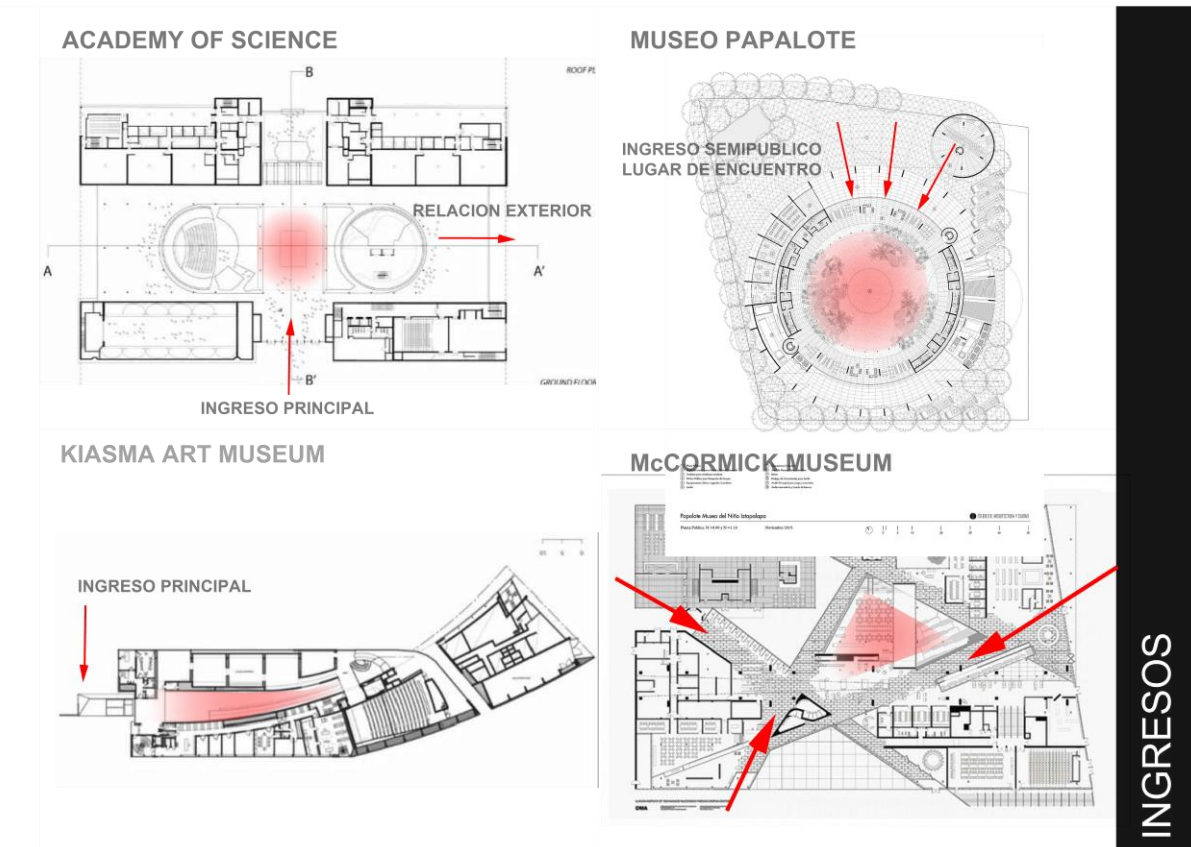 ACADEMY OF SCIENCE
B
ROOF PL
RELACION EXTERIOR
A
A'
B'
GROUND FLOOR
INGRESO PRINCIPAL
MUSEO PAPALOTE
INGRESO SEMIPUBLICO
LUGAR DE ENCUENTRO
KIASMA ART MUSEUM
INGRESO PRINCIPAL
McCORMICK MUSEUM
Papalote Museo del Niño Iztapalapa
OMA
INGRESOS